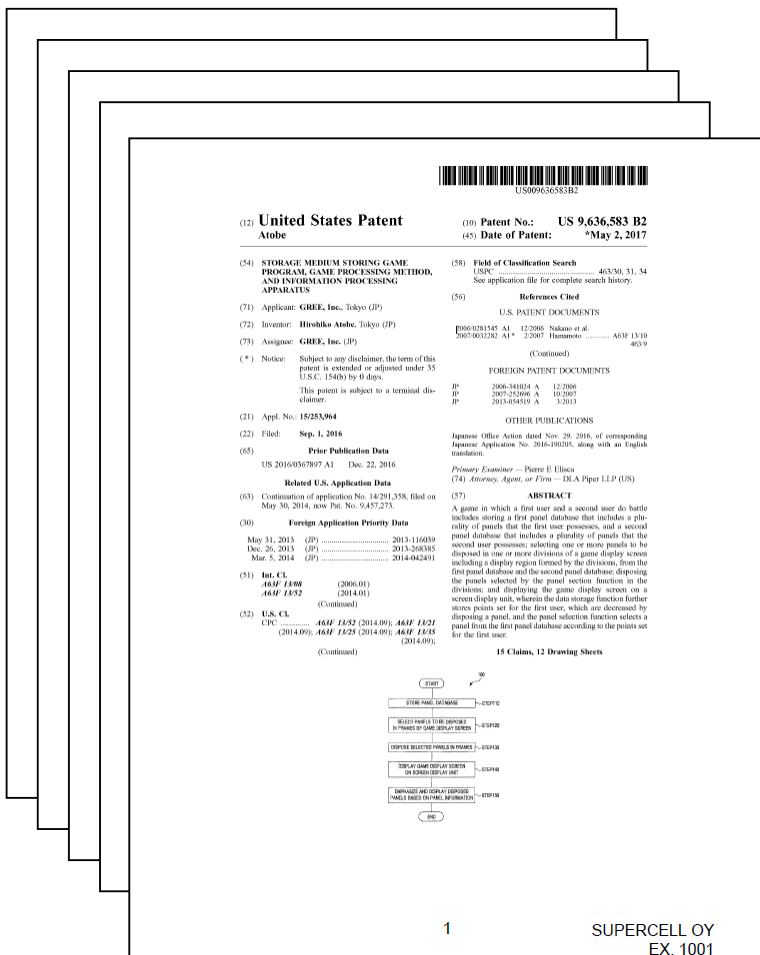 US009636583B2
(12) United States Patent
Atobe
(10) Patent No.: US 9,636,583 B2
(45) Date of Patent: *May 2, 2017
(54) STORAGE MEDIUM STORING GAME
PROGRAM, GAME PROCESSING METHOD,
AND INFORMATION PROCESSING
APPARATUS
(71) Applicant: GREE, Inc., Tokyo (JP)
(72) Inventor: Hirohiko Atobe, Tokyo (JP)
(73) Assignee: GREE, Inc. (JP)
( * ) Notice: Subject to any disclaimer, the term of this
patent is extended or adjusted under 35
U.S.C. 154(b) by 0 days.
This patent is subject to a terminal dis-
claimer.
(21) Appl. No.: 15/253,964
(22) Filed: Sep. 1, 2016
(65) Prior Publication Data
US 2016/0367897 A1 Dec. 22, 2016
Related U.S. Application Data
(63) Continuation of application No. 14/291,358, filed on
May 30, 2014, now Pat. No. 9,457,273.
(30) Foreign Application Priority Data
May 31, 2013 (JP) ................................ 2013-116039
Dec. 26, 2013 (JP) ................................ 2013-268385
Mar. 5, 2014 (JP) ................................ 2014-042491
(51) Int. Cl.
A63F 13/08 (2006.01)
A63F 13/52 (2014.01)
(Continued)
(52) U.S. Cl.
CPC .............. A63F 13/52 (2014.09); A63F 13/21
(2014.09); A63F 13/25 (2014.09); A63F 13/35
(2014.09);
(Continued)
(58) Field of Classification Search
USPC .............................................. 463/30, 31, 34
See application file for complete search history.
(56) References Cited
U.S. PATENT DOCUMENTS
2006/0281545 A1 12/2006 Nakano et al.
2007/0032282 A1 * 2/2007 Hamamoto ........... A63F 13/10
463/9
(Continued)
FOREIGN PATENT DOCUMENTS
JP 2006-341024 A 12/2006
JP 2007-252696 A 10/2007
JP 2013-054519 A 3/2013
OTHER PUBLICATIONS
Japanese Office Action dated Nov. 29, 2016, of corresponding
Japanese Application No. 2016-190205, along with an English
translation.
Primary Examiner — Pierre E Elisca
(74) Attorney, Agent, or Firm — DLA Piper LLP (US)
(57) ABSTRACT
A game in which a first user and a second user do battle
includes storing a first panel database that includes a plu-
rality of panels that the first user possesses, and a second
panel database that includes a plurality of panels that the
second user possesses; selecting one or more panels to be
disposed in one or more divisions of a game display screen
including a display region formed by the divisions, from the
first panel database and the second panel database; disposing
the panels selected by the panel section function in the
divisions; and displaying the game display screen on a
screen display unit, wherein the data storage function further
stores points set for the first user, which are decreased by
disposing a panel, and the panel selection function selects a
panel from the first panel database according to the points set
for the first user.
15 Claims, 12 Drawing Sheets
100
START
STORE PANEL DATABASE STEP110
SELECT PANELS TO BE DISPOSED
IN FRAMES OF GAME DISPLAY SCREEN STEP120
DISPOSE SELECTED PANELS IN FRAMES STEP130
DISPLAY GAME DISPLAY SCREEN
ON SCREEN DISPLAY UNIT STEP140
EMPHASIZE AND DISPLAY DISPOSED
PANELS BASED ON PANEL INFORMATION STEP150
END
1
SUPERCELL OY
EX. 1001